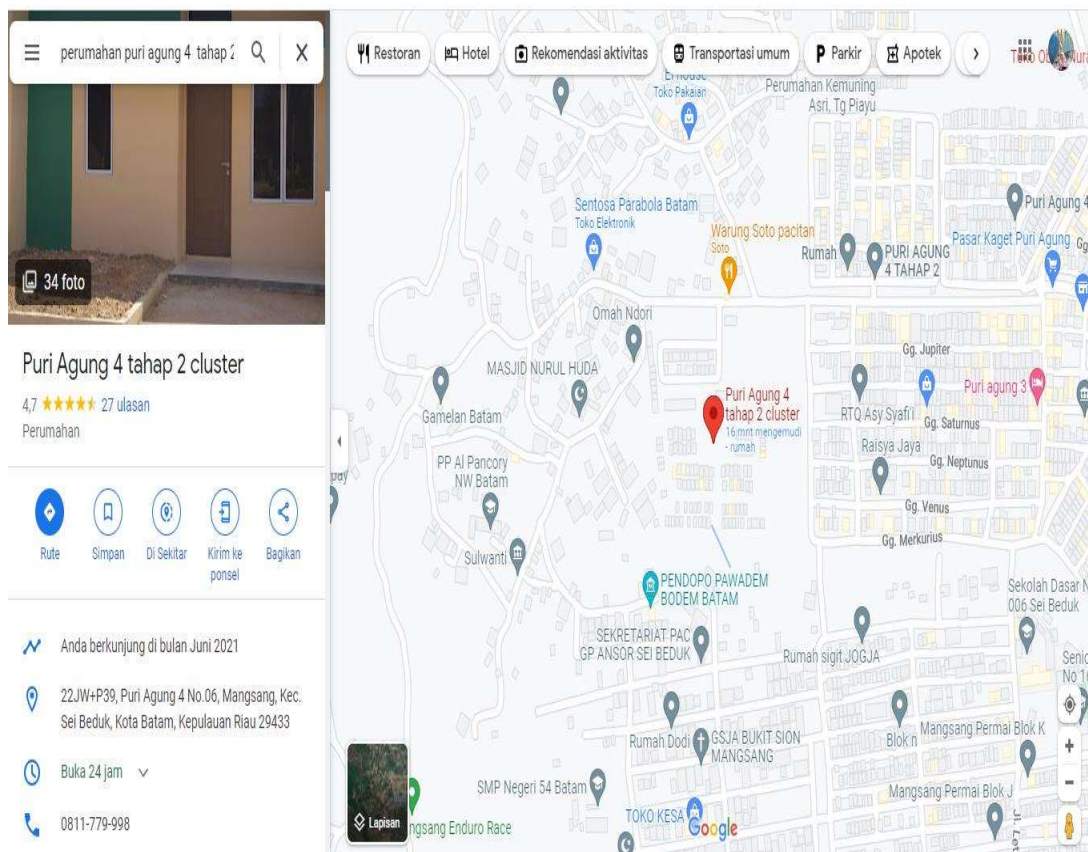 perumahan puri agung 4 tahap 2
34 foto
Puri Agung 4 tahap 2 cluster
4,7
27 ulasan
Perumahan
Rute
Simpan
Di Sekitar
Kirim ke
ponsel
Bagikan
Anda berkunjung di bulan Juni 2021
22JW+P39, Puri Agung 4 No.06, Mangsang, Kec.
Sei Beduk, Kota Batam, Kepulauan Riau 29433
Buka 24 jam
0811-779-998
Restoran
Hotel
Rekomendasi aktivitas
Transportasi umum
P Parkir
Apotek
Toko Pakaian
Perumahan Kemuning
Asri, Tg Piayu
Puri Agung 4
Sentosa Parabola Batam
Toko Elektronik
Warung Soto pacitan
Soto
Rumah
PURI AGUNG
4 TAHAP 2
Pasar Kaget Puri Agung
Gg.
Omah Ndori
Gg. Jupiter
MASJID NURUL HUDA
Puri agung 3
Gamelan Batam
Puri Agung 4
tahap 2 cluster
16 mnt mengemudi
- rumah
RTQ Asy Syafi'i
Gg. Saturnus
Raisya Jaya
Gg. Neptunus
PP Al Pancory
NW Batam
Gg. Venus
Gg. Merkurius
Sulwanti
PENDOPO PAWADEM
BODEM BATAM
Sekolah Dasar N
006 Sei Beduk
SEKRETARIAT PAC
GP ANSOR SEI BEDUK
Rumah sigit JOGJA
Rumah Dodi
GSJA BUKIT SION
MANGSANG
Blok n
Mangsang Permai Blok K
SMP Negeri 54 Batam
Mangsang Permai Blok J
TOKO KESA
Google
Lapisan
ngsang Enduro Race